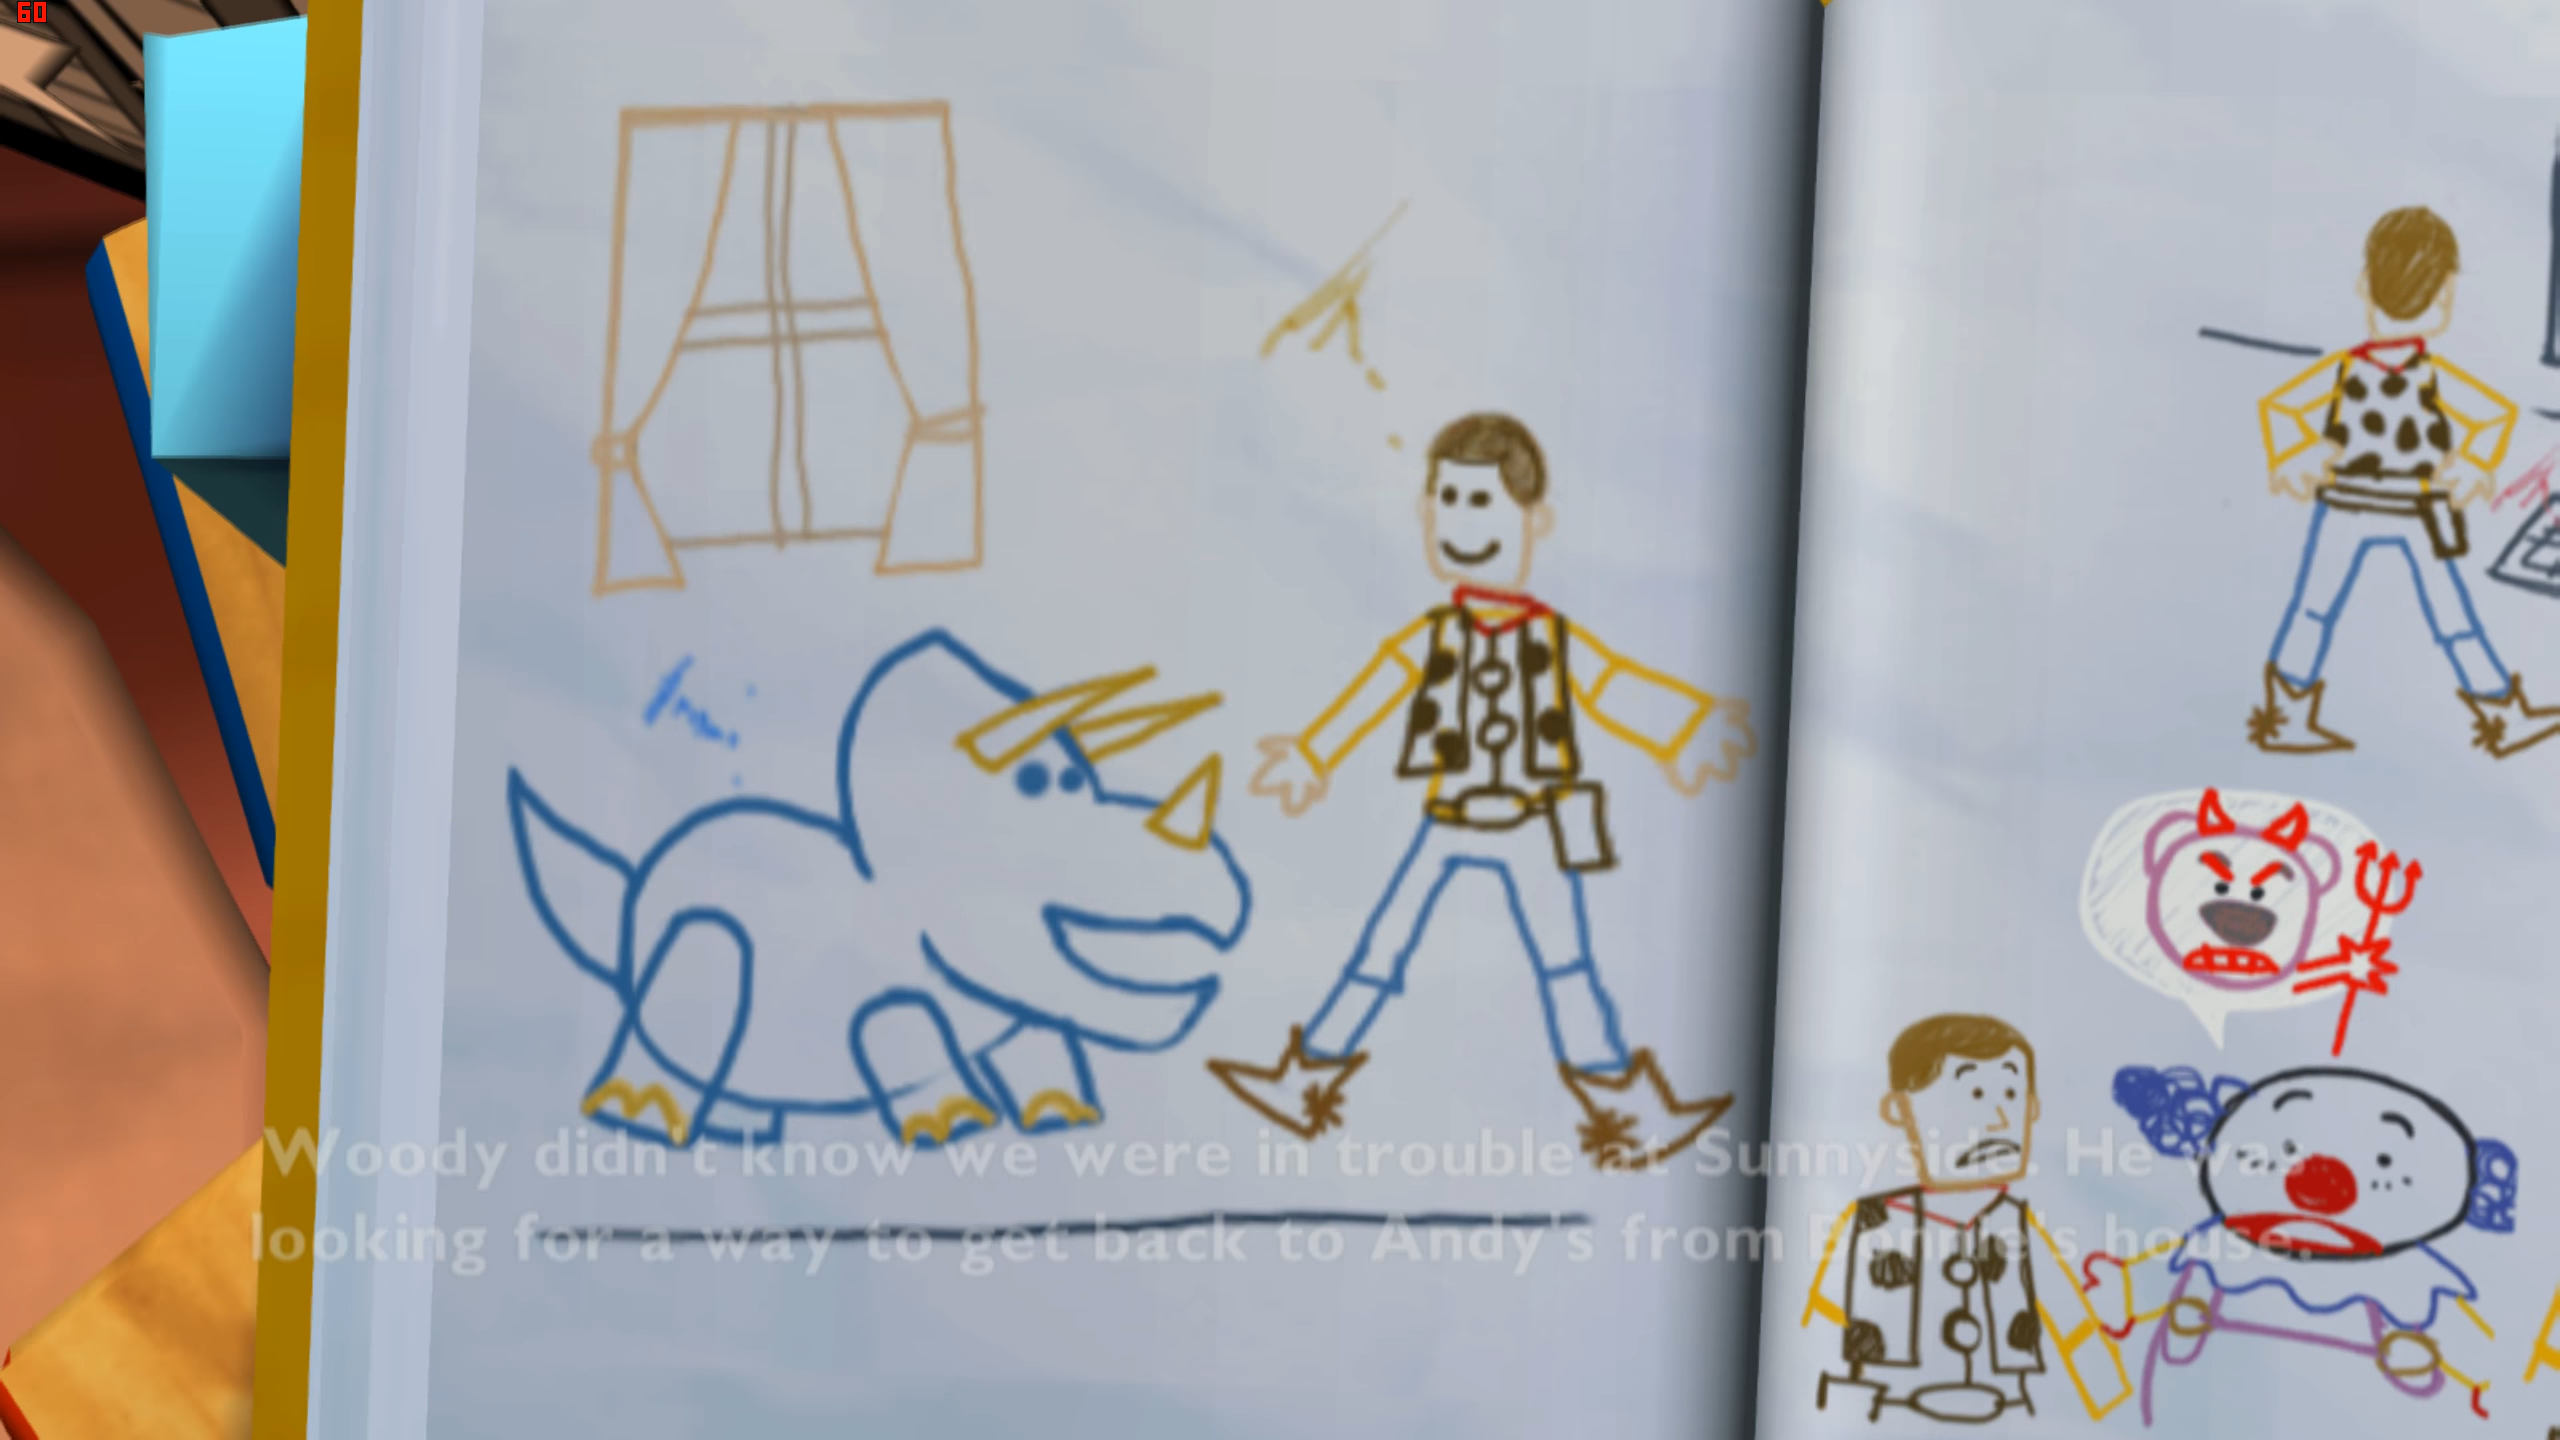 60
Woody didn't know we were in trouble at Sunnyside. He was
looking for a way to get back to Andy's from Bonnie's house.